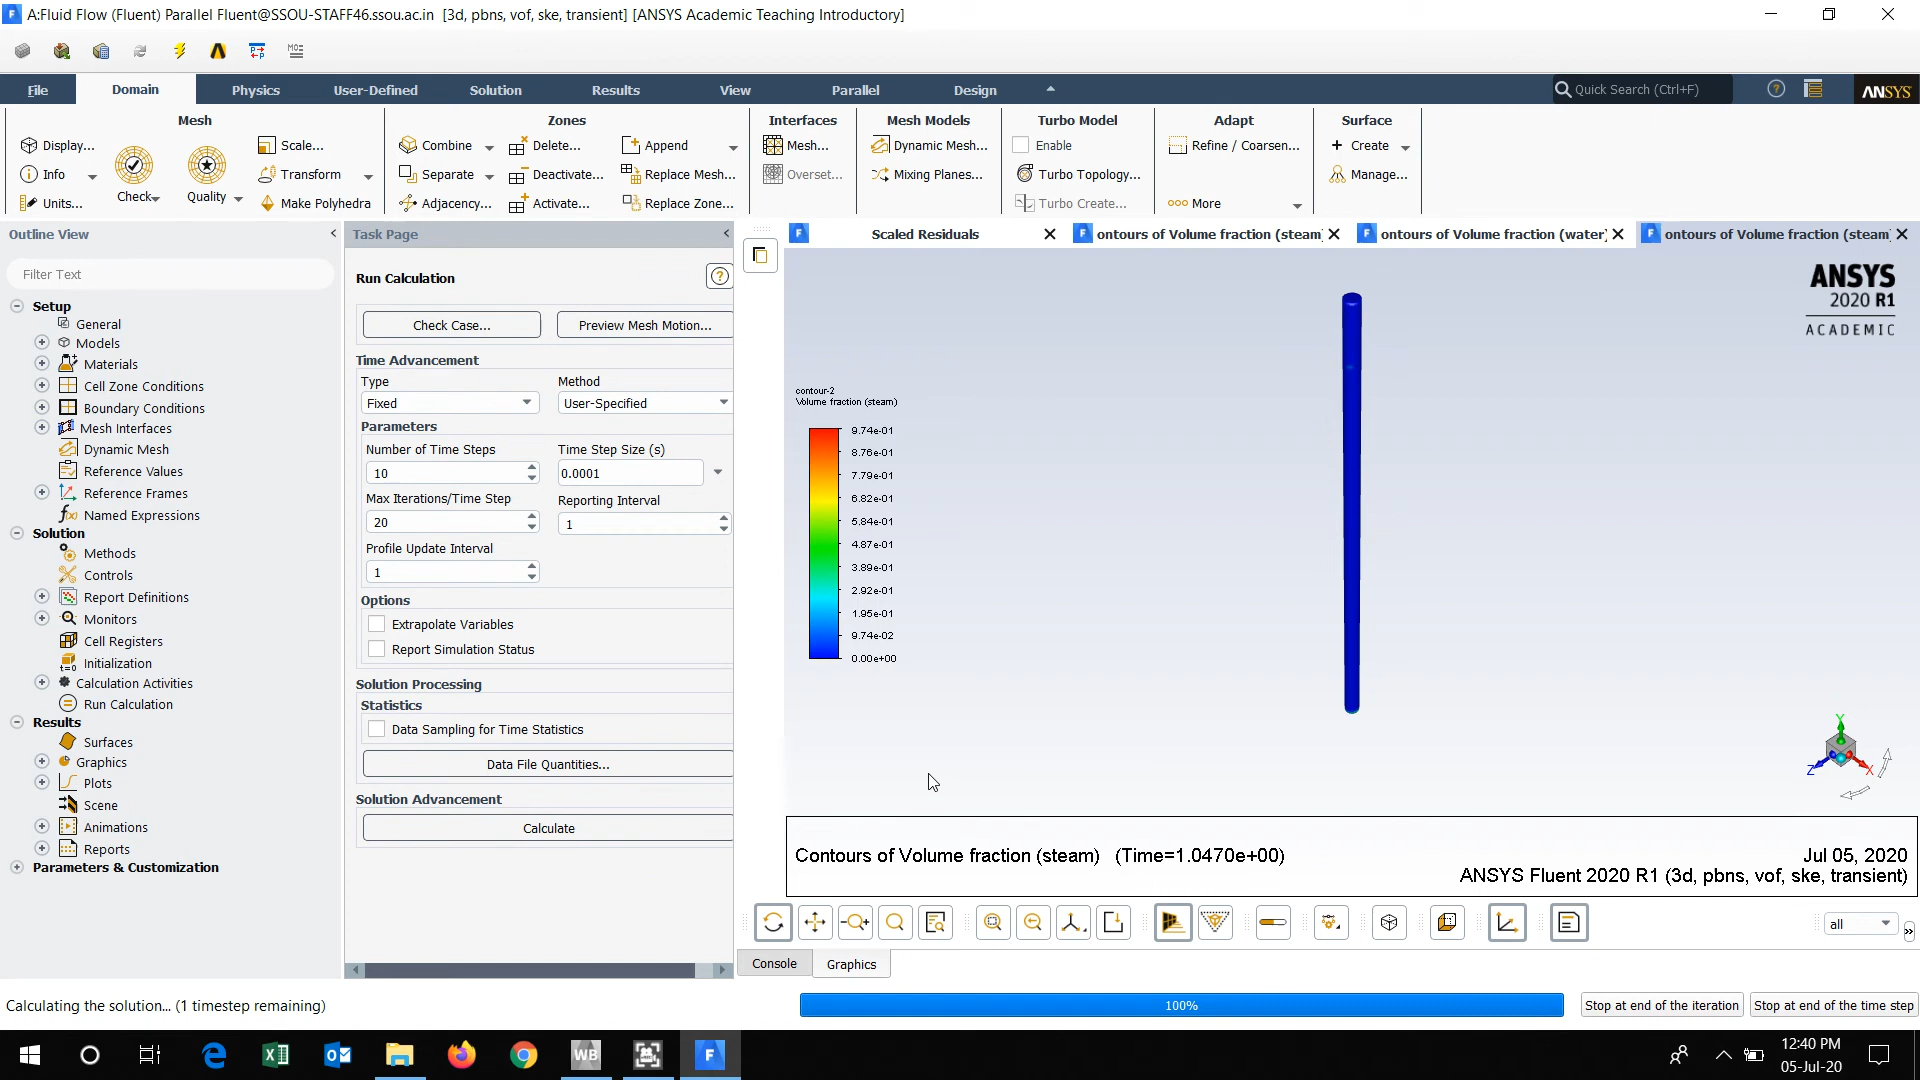 A:Fluid Flow (Fluent) Parallel Fluent@SSOU-STAFF46.ssou.ac.in [3d, pbns, vof, ske, transient] [ANSYS Academic Teaching Introductory]
File Domain Physics User-Defined Solution Results View Parallel Design Quick Search (Ctrl+F) ANSYS
Mesh Zones Interfaces Mesh Models Turbo Model Adapt Surface
Display... Scale... Combine Delete... Append Mesh... Dynamic Mesh... Enable Refine / Coarsen... Create
Info Check Quality Transform Separate Deactivate... Replace Mesh... Overset... Mixing Planes... Turbo Topology... Manage...
Units... Make Polyhedra Adjacency... Activate... Replace Zone... Turbo Create... More
Outline View
Filter Text
Setup
General
Models
Materials
Cell Zone Conditions
Boundary Conditions
Mesh Interfaces
Dynamic Mesh
Reference Values
Reference Frames
Named Expressions
Solution
Methods
Controls
Report Definitions
Monitors
Cell Registers
Initialization
Calculation Activities
Run Calculation
Results
Surfaces
Graphics
Plots
Scene
Animations
Reports
Parameters & Customization
Task Page
Run Calculation
Check Case... Preview Mesh Motion...
Time Advancement
Type Method
Fixed User-Specified
Parameters
Number of Time Steps Time Step Size (s)
10 0.0001
Max Iterations/Time Step Reporting Interval
20 1
Profile Update Interval
1
Options
Extrapolate Variables
Report Simulation Status
Solution Processing
Statistics
Data Sampling for Time Statistics
Data File Quantities...
Solution Advancement
Calculate
Scaled Residuals ontours of Volume fraction (steam) ontours of Volume fraction (water) ontours of Volume fraction (steam
ANSYS
2020 R1
ACADEMIC
contour-2
Volume fraction (steam)
9.74e-01
8.76e-01
7.79e-01
6.82e-01
5.84e-01
4.87e-01
3.89e-01
2.92e-01
1.95e-01
9.74e-02
0.00e+00
Y
Z X
Contours of Volume fraction (steam) (Time=1.0470e+00) Jul 05, 2020
ANSYS Fluent 2020 R1 (3d, pbns, vof, ske, transient)
all
Console Graphics
Calculating the solution... (1 timestep remaining) 100% Stop at end of the iteration Stop at end of the time step
WB
12:40 PM
05-Jul-20